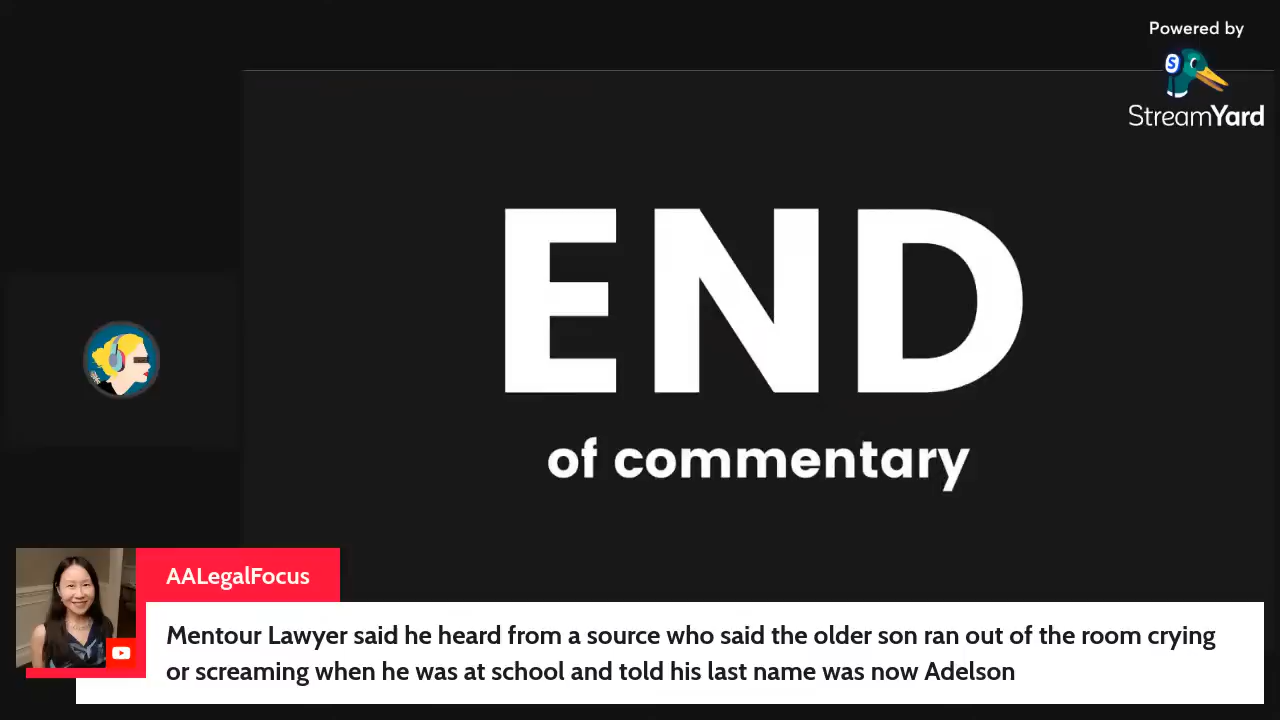 Powered by
StreamYard
END
of commentary
AALegalFocus
Mentour Lawyer said he heard from a source who said the older son ran out of the room crying
or screaming when he was at school and told his last name was now Adelson